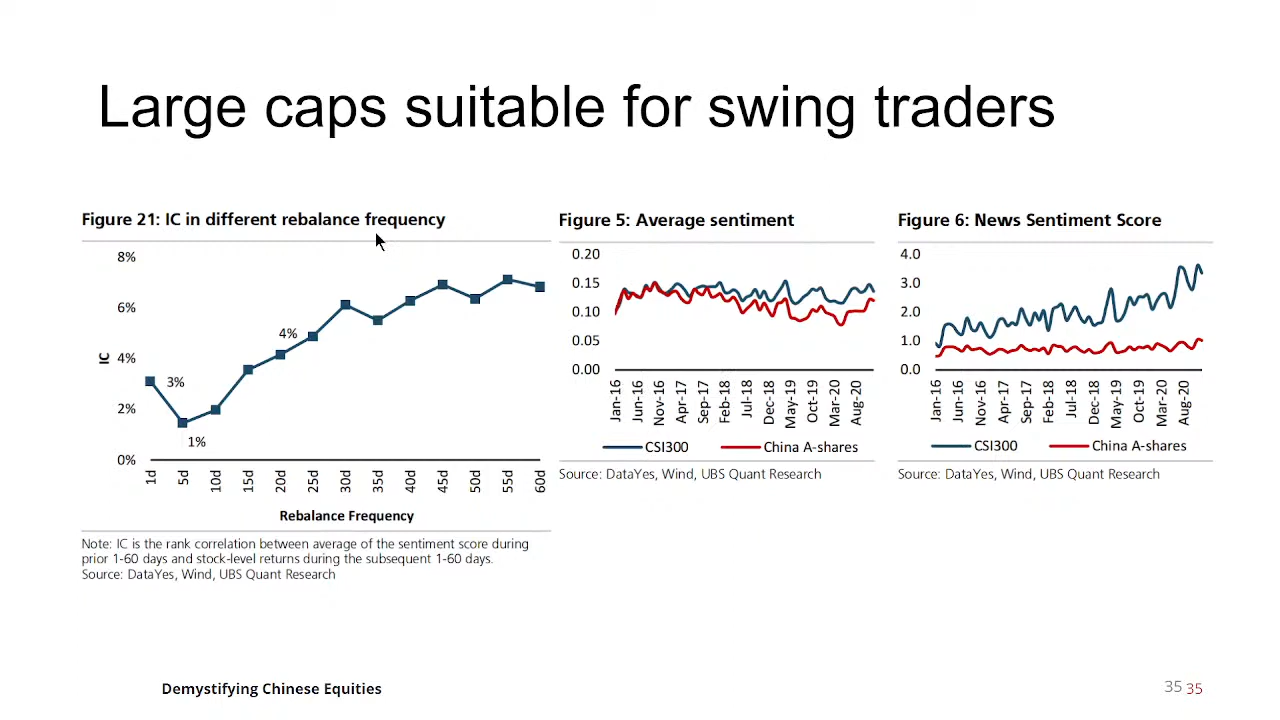 Large caps suitable for swing traders
Figure 21: IC in different rebalance frequency
8%
6%
4%
2%
0%
IC
3%
1%
4%
1d
5d
10d
15d
20d
25d
30d
35d
40d
45d
50d
55d
60d
Rebalance Frequency
Note: IC is the rank correlation between average of the sentiment score during
prior 1-60 days and stock-level returns during the subsequent 1-60 days.
Source: DataYes, Wind, UBS Quant Research
Figure 5: Average sentiment
0.20
0.15
0.10
0.05
0.00
Jan-16
Jun-16
Nov-16
Apr-17
Sep-17
Feb-18
Jul-18
Dec-18
May-19
Oct-19
Mar-20
Aug-20
CSI300
China A-shares
Source: DataYes, Wind, UBS Quant Research
Figure 6: News Sentiment Score
4.0
3.0
2.0
1.0
0.0
Jan-16
Jun-16
Nov-16
Apr-17
Sep-17
Feb-18
Jul-18
Dec-18
May-19
Oct-19
Mar-20
Aug-20
CSI300
China A-shares
Source: DataYes, Wind, UBS Quant Research
Demystifying Chinese Equities
35 35